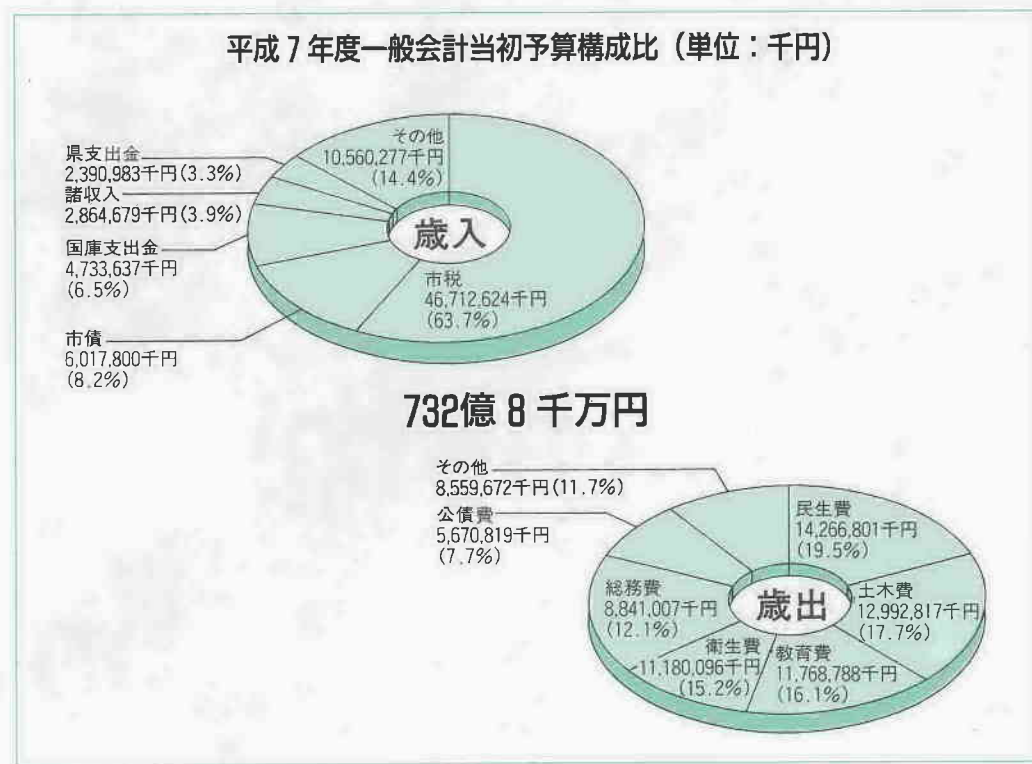 平成7年度一般会計当初予算構成比（単位：千円）
その他
10,560,277千円
(14.4%)
県支出金
2,390,983千円(3.3%)
諸収入
2,864,679千円(3.9%)
国庫支出金
4,733,637千円
(6.5%)
市債
6,017,800千円
(8.2%)
歳入
市税
46,712,624千円
(63.7%)
732億8千万円
その他
8,559,672千円(11.7%)
公債費
5,670,819千円
(7.7%)
総務費
8,841,007千円
(12.1%)
衛生費
11,180,096千円
(15.2%)
歳出
民生費
14,266,801千円
(19.5%)
土木費
12,992,817千円
(17.7%)
教育費
11,768,788千円
(16.1%)